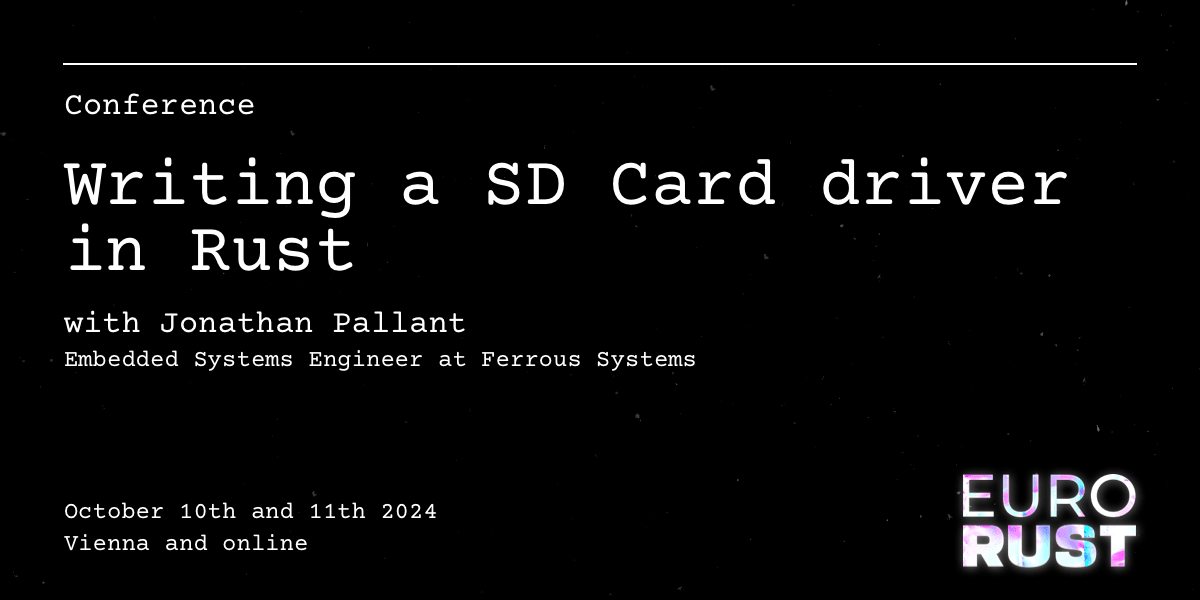 Conference
Writing a SD Card driver
in Rust
with Jonathan Pallant
Embedded Systems Engineer at Ferrous Systems
October 10th and 11th 2024
Vienna and online
EURO
RUST